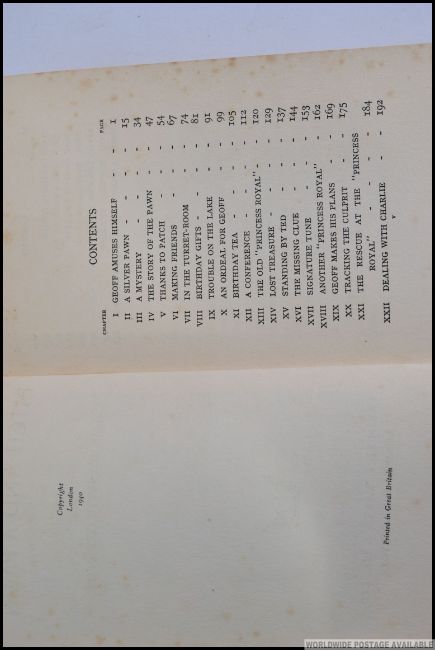 Copyright
London
1940
Printed in Great Britain
CONTENTS
CHAPTER PAGE
I GEOFF AMUSES HIMSELF - - 1
II A SILVER PAWN - - - - 15
III A MYSTERY - - - - 34
IV THE STORY OF THE PAWN - - 47
V THANKS TO PATCH - - - 54
VI MAKING FRIENDS - - - 67
VII IN THE TURRET-ROOM - - 74
VIII BIRTHDAY GIFTS - - - - 81
IX TROUBLE ON THE LAKE - - 91
X AN ORDEAL FOR GEOFF - - 99
XI BIRTHDAY TEA - - - - 105
XII A CONFERENCE - - - - 112
XIII THE OLD "PRINCESS ROYAL" - - 120
XIV LOST TREASURE - - - - 129
XV STANDING BY TED - - - 137
XVI THE MISSING CLUE - - - 144
XVII SIGNATURE TUNE - - - - 153
XVIII ANOTHER "PRINCESS ROYAL" - 162
XIX GEOFF MAKES HIS PLANS - - 169
XX TRACKING THE CULPRIT - - 175
XXI THE RESCUE AT THE "PRINCESS
ROYAL" - - - - 184
XXII DEALING WITH CHARLIE - - 192
WORLDWIDE POSTAGE AVAILABLE